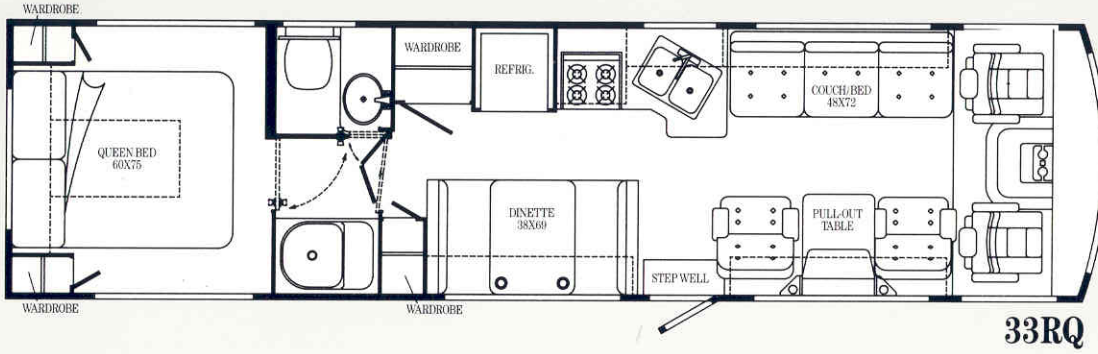 WARDROBE
WARDROBE
REFRIG.
COUCH/BED
48X72
QUEEN BED
60X75
DINETTE
38X69
PULL-OUT
TABLE
STEP WELL
WARDROBE
WARDROBE
33RQ